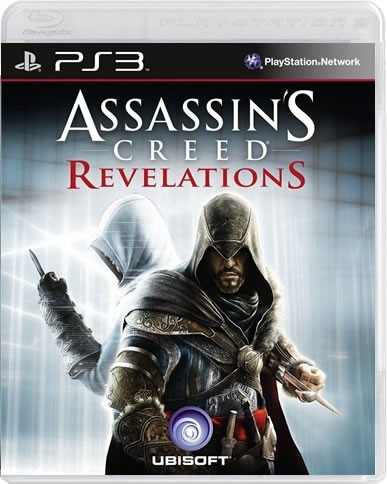 PS3
PlayStation®Network
ASSASSIN'S
CREED
REVELATIONS
UBISOFT